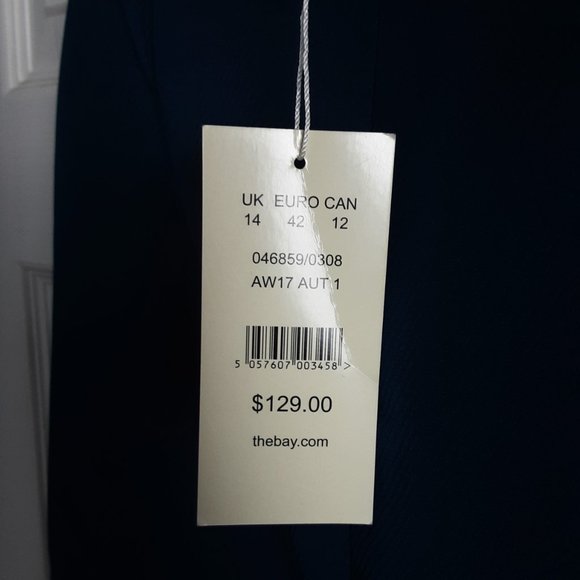 UK EURO CAN
14 42 12
046859/0308
AW17 AUT 1
5 057607 003458 >
$129.00
thebay.com